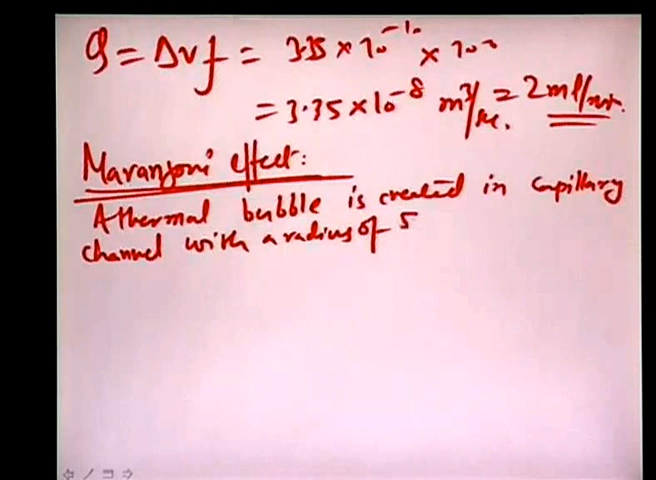 Q = Δv f = 3.35 × 10⁻¹⁰ × 100
= 3.35 × 10⁻⁸ m³/sec. = 2 ml/min.
Marangoni effect:
A thermal bubble is created in capillary
channel with a radius of 5